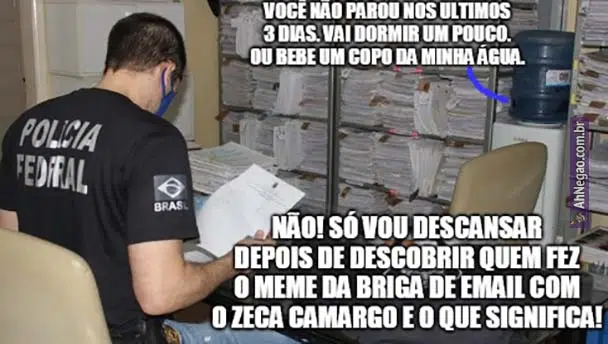 VOCÊ NÃO PAROU NOS ULTIMOS
3 DIAS. VAI DORMIR UM POUCO.
OU BEBE UM COPO DA MINHA ÁGUA.
POLÍCIA
FEDERAL
BRASIL
AhNegao.com.br
NÃO! SÓ VOU DESCANSAR
DEPOIS DE DESCOBRIR QUEM FEZ
O MEME DA BRIGA DE EMAIL COM
O ZECA CAMARGO E O QUE SIGNIFICA!